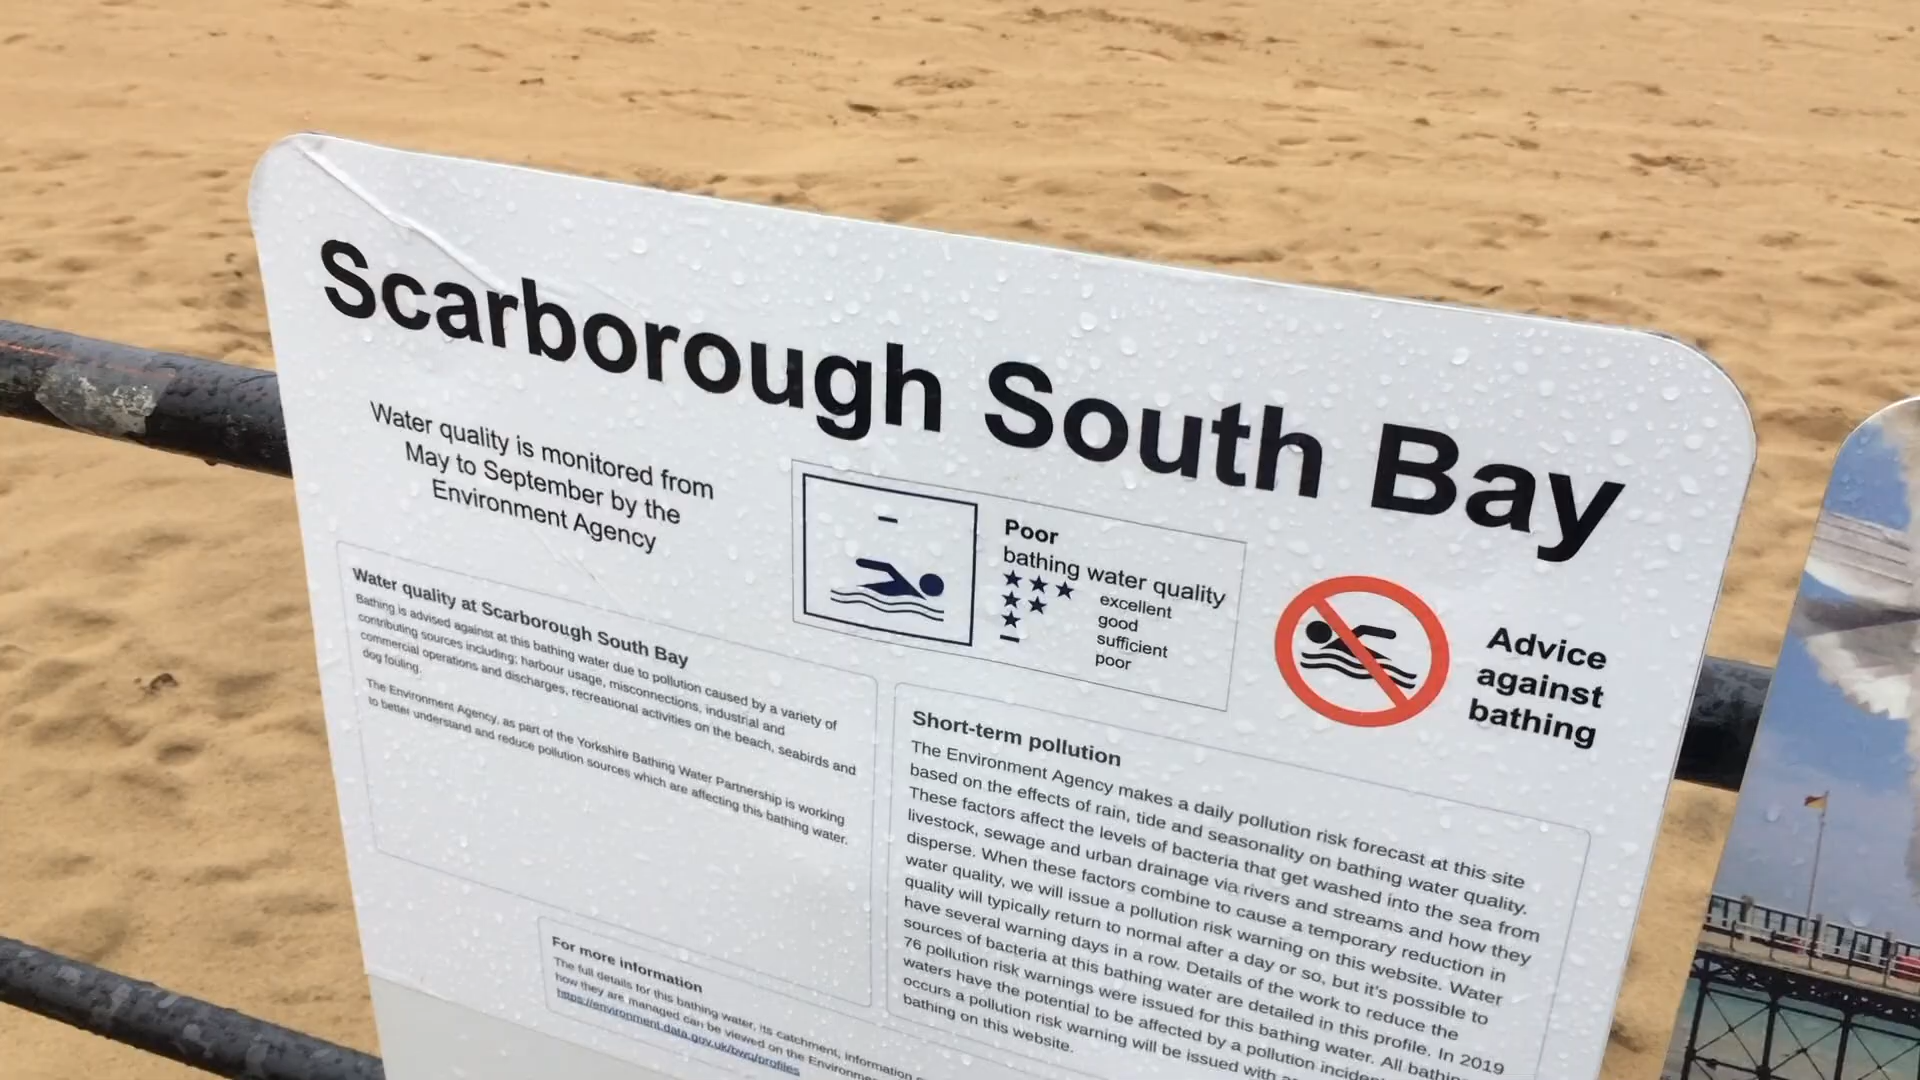 Scarborough South Bay
Water quality is monitored from
May to September by the
Environment Agency
Poor
bathing water quality
excellent
good
sufficient
poor
Advice
against
bathing
Water quality at Scarborough South Bay
Bathing is advised against at this bathing water due to pollution caused by a variety of
contributing sources including: harbour usage, misconnections, industrial and
commercial operations and discharges, recreational activities on the beach, seabirds and
dog fouling.
The Environment Agency, as part of the Yorkshire Bathing Water Partnership is working
to better understand and reduce pollution sources which are affecting this bathing water.
Short-term pollution
The Environment Agency makes a daily pollution risk forecast at this site
based on the effects of rain, tide and seasonality on bathing water quality.
These factors affect the levels of bacteria that get washed into the sea from
livestock, sewage and urban drainage via rivers and streams and how they
disperse. When these factors combine to cause a temporary reduction in
water quality, we will issue a pollution risk warning on this website. Water
quality will typically return to normal after a day or so, but it's possible to
have several warning days in a row. Details of the work to reduce the
sources of bacteria at this bathing water are detailed in this profile. In 2019
76 pollution risk warnings were issued for this bathing water. All bathing
waters have the potential to be affected by a pollution
occurs a pollution risk warning will be issued with
bathing on this website.
For more information
The full details for this bathing water, its catchment, information
how they are managed can be viewed on the
https://environment.data.gov.uk/bwq/profiles